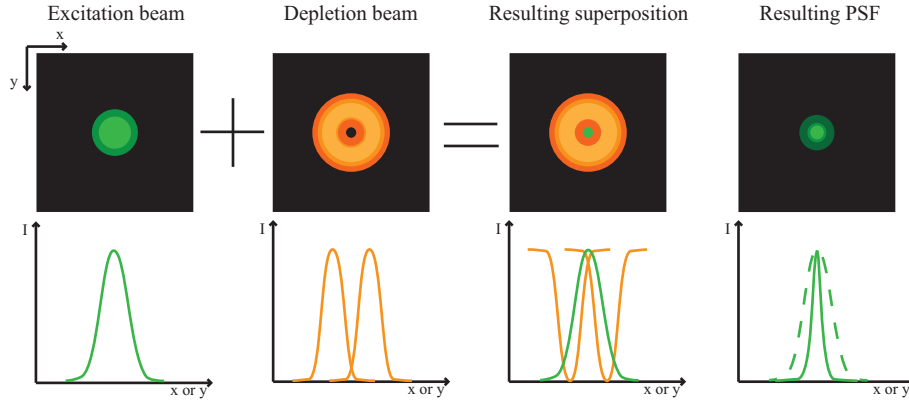 Excitation beam
Depletion beam
Resulting superposition
Resulting PSF
x
y
I
I
I
I
x or y
x or y
x or y
x or y